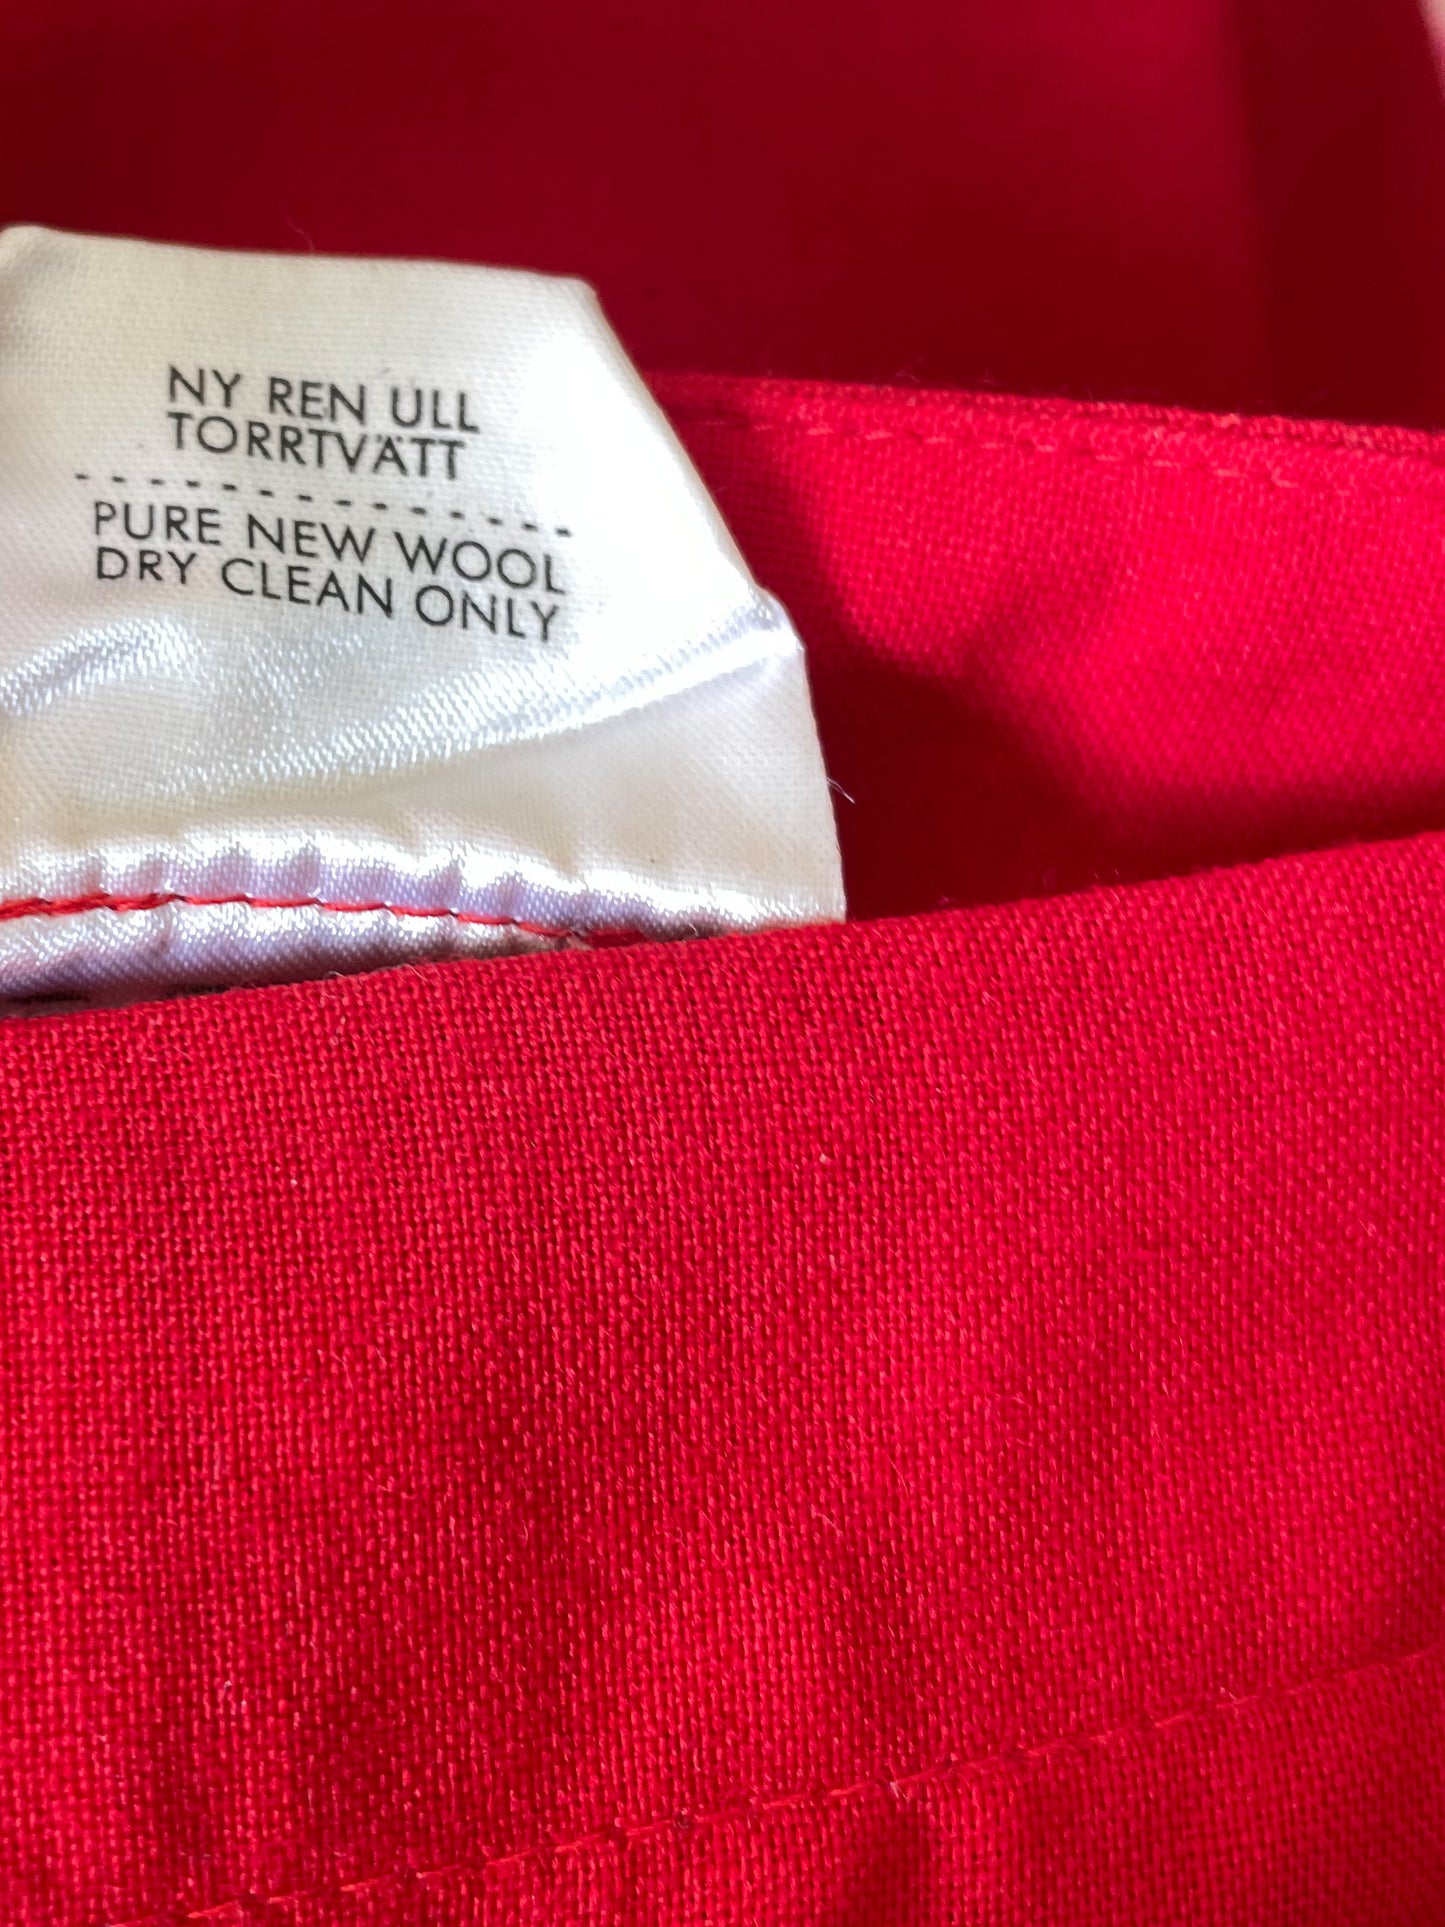 NY REN ULL
TORRTVÄTT
PURE NEW WOOL
DRY CLEAN ONLY